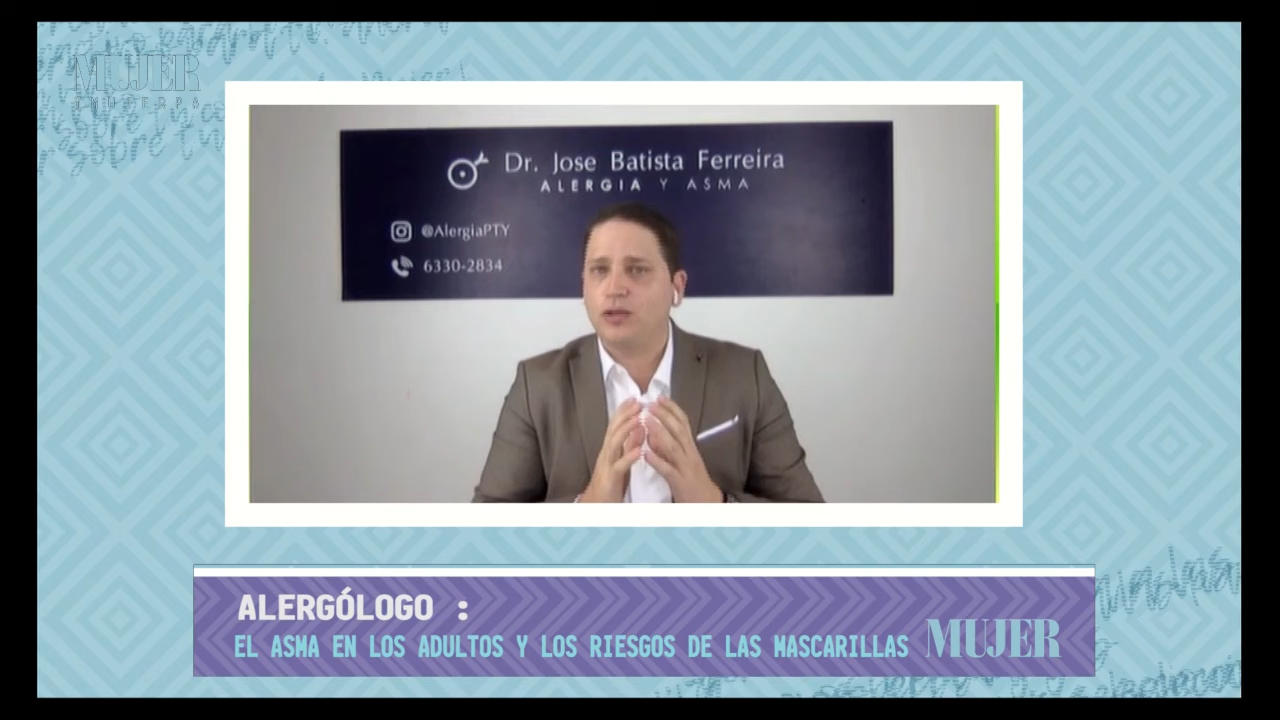 MUJER
Dr. Jose Batista Ferreira
ALERGIA Y ASMA
@AlergiaPTY
6330-2834
ALERGÓLOGO :
EL ASMA EN LOS ADULTOS Y LOS RIESGOS DE LAS MASCARILLAS
MUJER